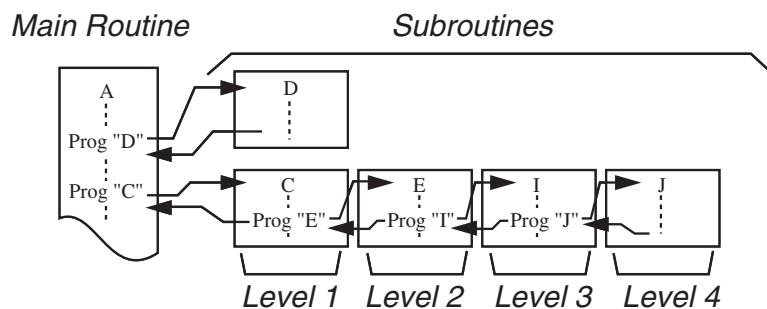 Main Routine Subroutines
A D
Prog "D"
Prog "C" C E I J
Prog "E" Prog "I" Prog "J"
Level 1 Level 2 Level 3 Level 4